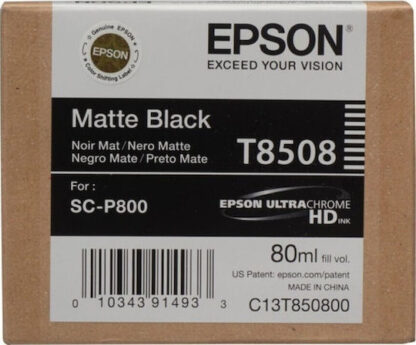 Genuine Epson
EPSON
Color Shifting Label
EPSON®
EXCEED YOUR VISION
Matte Black
Noir Mat / Nero Matte
Negro Mate / Preto Mate
T8508
For :
SC-P800
EPSON ULTRACHROME
HD INK
80ml fill vol.
US Patent: epson.com/patent
MADE IN CHINA
0 10343 91493 3
C13T850800